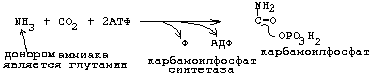 NH₃ + CO₂ + 2АТФ
Ф АДФ
NH₂
C=O
OPO₃H₂
донором аммиака
является глутамин
карбамоилфосфат
синтетаза
карбамоилфосфат